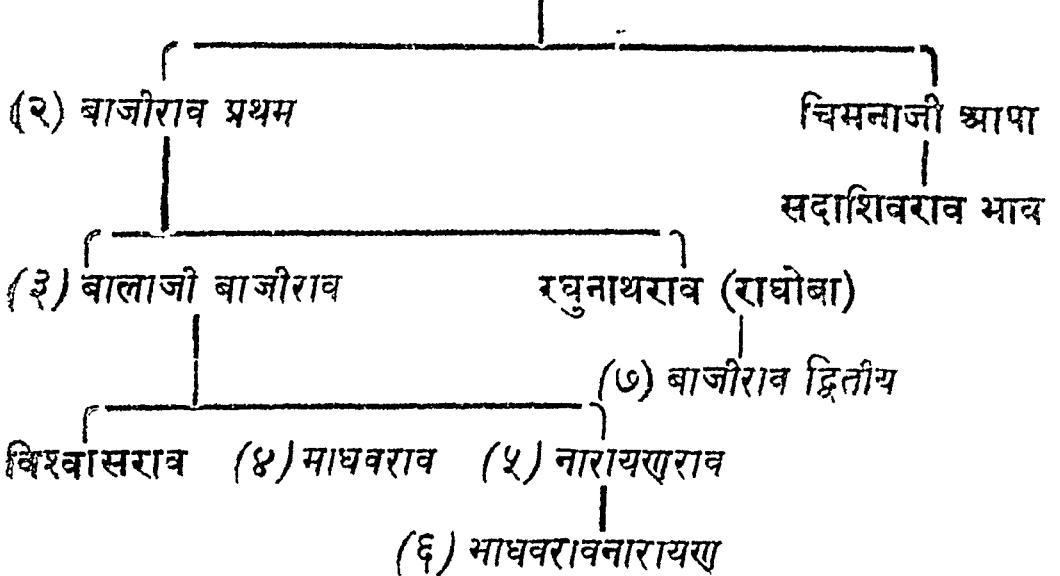 (२) बाजीराव प्रथम चिमनाजी आपा
सदाशिवराव भाव
(३) बालाजी बाजीराव रघुनाथराव (राघोबा)
(७) बाजीराव द्वितीय
विश्वासराव (४) माधवराव (५) नारायणराव
(६) माधवरावनारायण